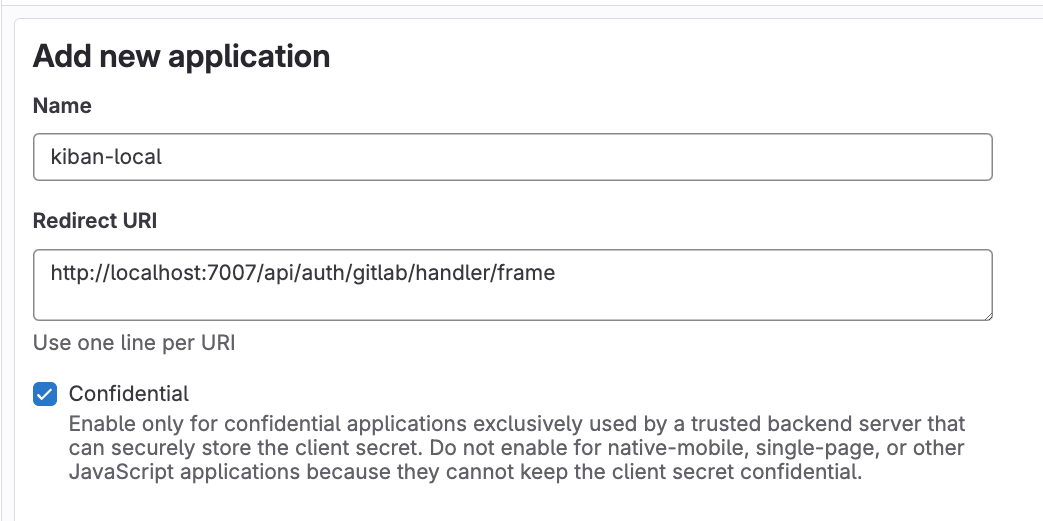 Add new application
Name
kiban-local
Redirect URI
http://localhost:7007/api/auth/gitlab/handler/frame
Use one line per URI
Confidential
Enable only for confidential applications exclusively used by a trusted backend server that
can securely store the client secret. Do not enable for native-mobile, single-page, or other
JavaScript applications because they cannot keep the client secret confidential.